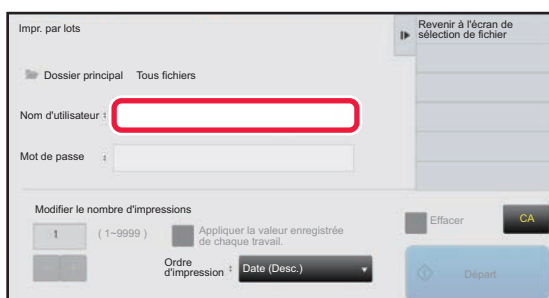 Impr. par lots
Revenir à l'écran de
sélection de fichier
Dossier principal Tous fichiers
Nom d'utilisateur :
Mot de passe :
Modifier le nombre d'impressions
1 ( 1~9999 )
Appliquer la valeur enregistrée
de chaque travail.
Ordre
d'impression : Date (Desc.)
Effacer
CA
Départ